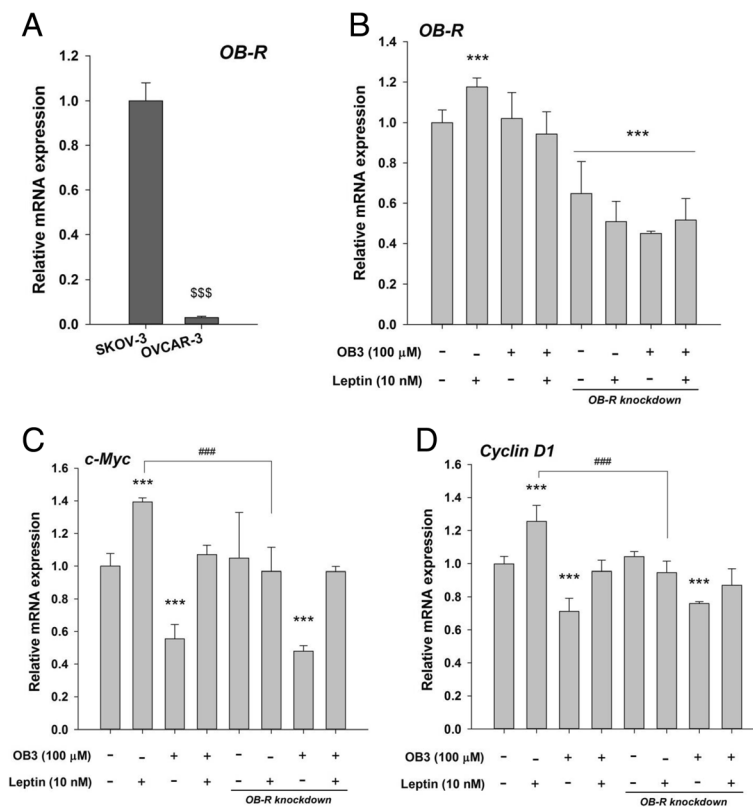 A
OB-R
Relative mRNA expression
1.2
1.0
0.8
0.6
0.4
0.2
0.0
$$$
SKOV-3
OVCAR-3
B
OB-R
Relative mRNA expression
1.6
1.4
1.2
1.0
0.8
0.6
0.4
0.2
0.0
***
***
OB3 (100 µM) - - + + - - + +
Leptin (10 nM) - + - + - + - +
OB-R knockdown
C
c-Myc
Relative mRNA expression
1.6
1.4
1.2
1.0
0.8
0.6
0.4
0.2
0.0
###
***
***
***
OB3 (100 µM) - - + + - - + +
Leptin (10 nM) - + - + - + - +
OB-R knockdown
D
Cyclin D1
Relative mRNA expression
1.6
1.4
1.2
1.0
0.8
0.6
0.4
0.2
0.0
###
***
***
***
OB3 (100 µM) - - + + - - + +
Leptin (10 nM) - + - + - + - +
OB-R knockdown